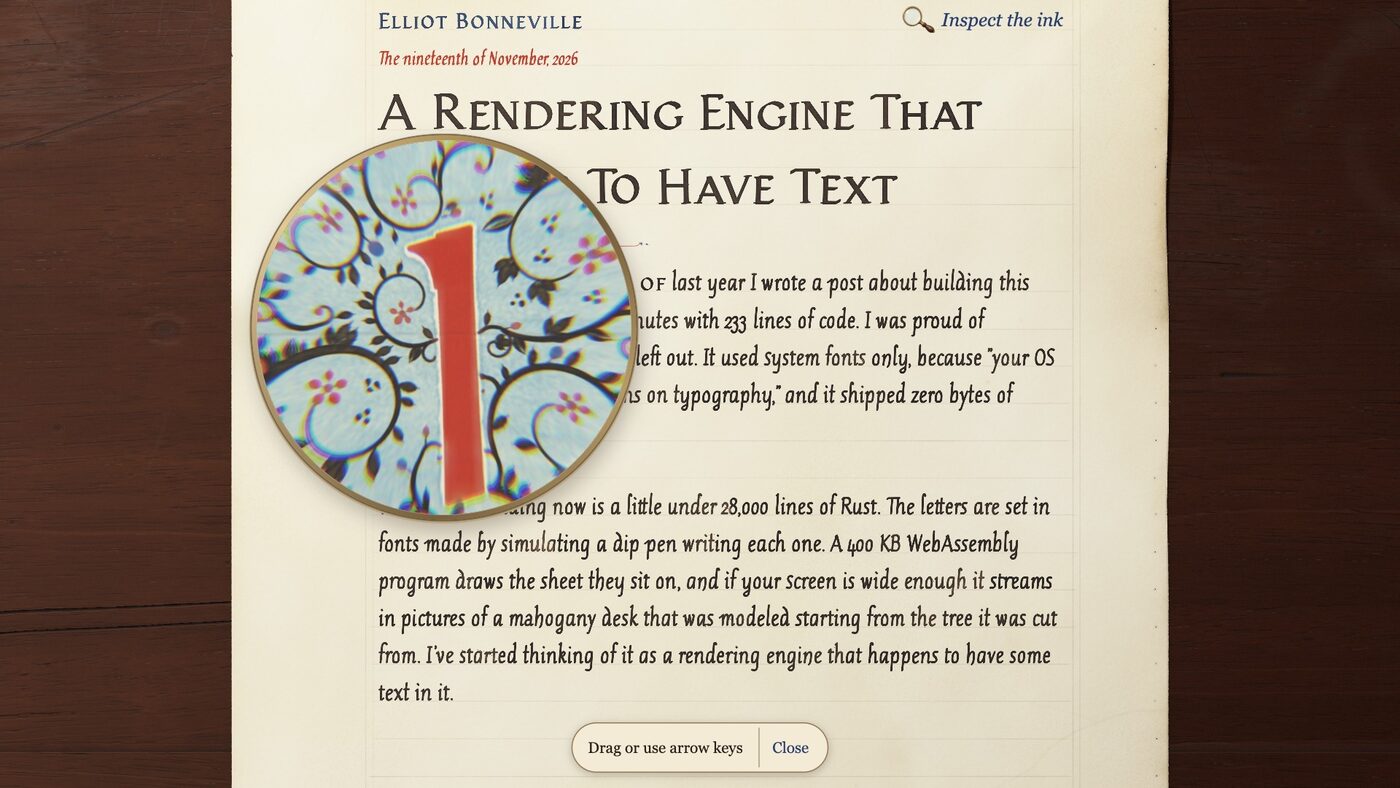 ELLIOT BONNEVILLE
Inspect the ink
The nineteenth of November, 2026
A RENDERING ENGINE THAT
TO HAVE TEXT
I
OF last year I wrote a post about building this
with 233 lines of code. I was proud of
left out. It used system fonts only, because "your OS
on typography," and it shipped zero bytes of
now is a little under 28,000 lines of Rust. The letters are set in
fonts made by simulating a dip pen writing each one. A 400 KB WebAssembly
program draws the sheet they sit on, and if your screen is wide enough it streams
in pictures of a mahogany desk that was modeled starting from the tree it was cut
from. I've started thinking of it as a rendering engine that happens to have some
text in it.
Drag or use arrow keys
Close